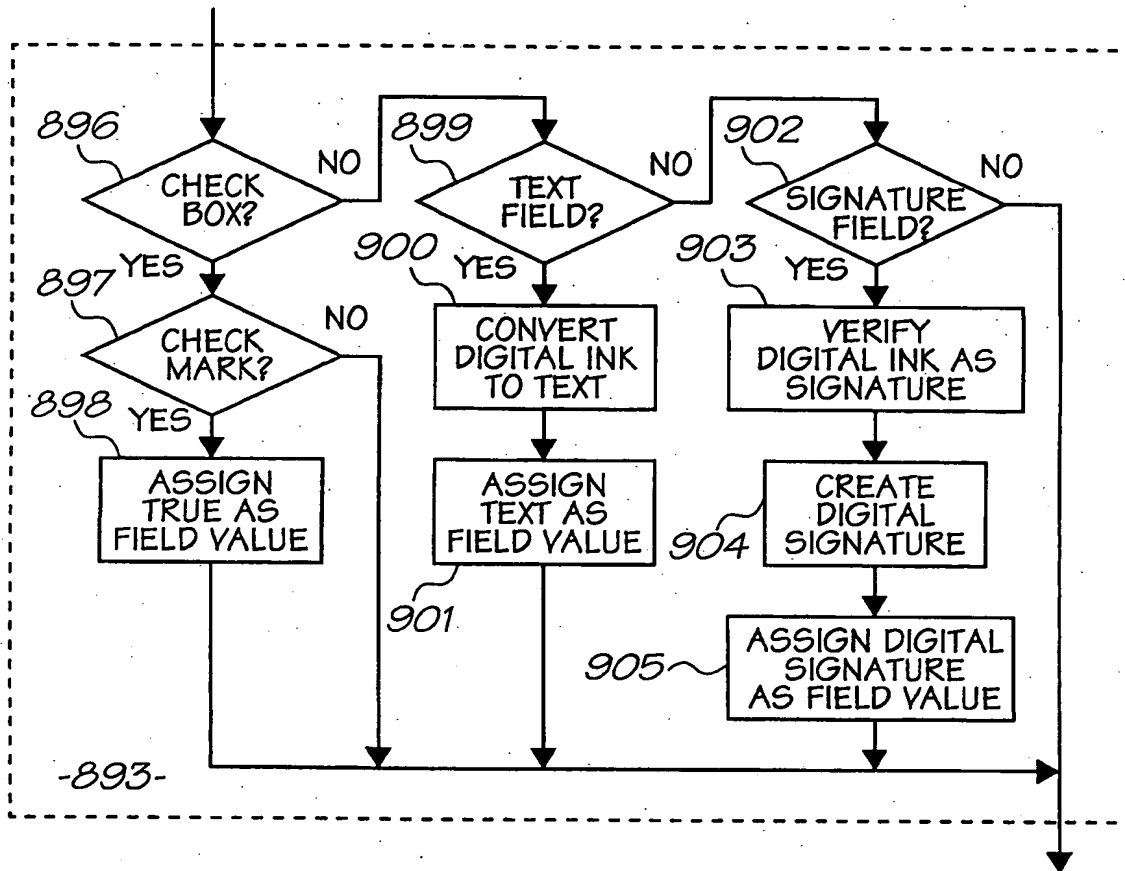 896
CHECK
BOX?
NO
YES
897
CHECK
MARK?
NO
YES
898
ASSIGN
TRUE AS
FIELD VALUE
899
TEXT
FIELD?
NO
YES
900
CONVERT
DIGITAL INK
TO TEXT
ASSIGN
TEXT AS
FIELD VALUE
901
902
SIGNATURE
FIELD?
NO
YES
903
VERIFY
DIGITAL INK AS
SIGNATURE
CREATE
DIGITAL
SIGNATURE
904
ASSIGN DIGITAL
SIGNATURE
AS FIELD VALUE
905
-893-